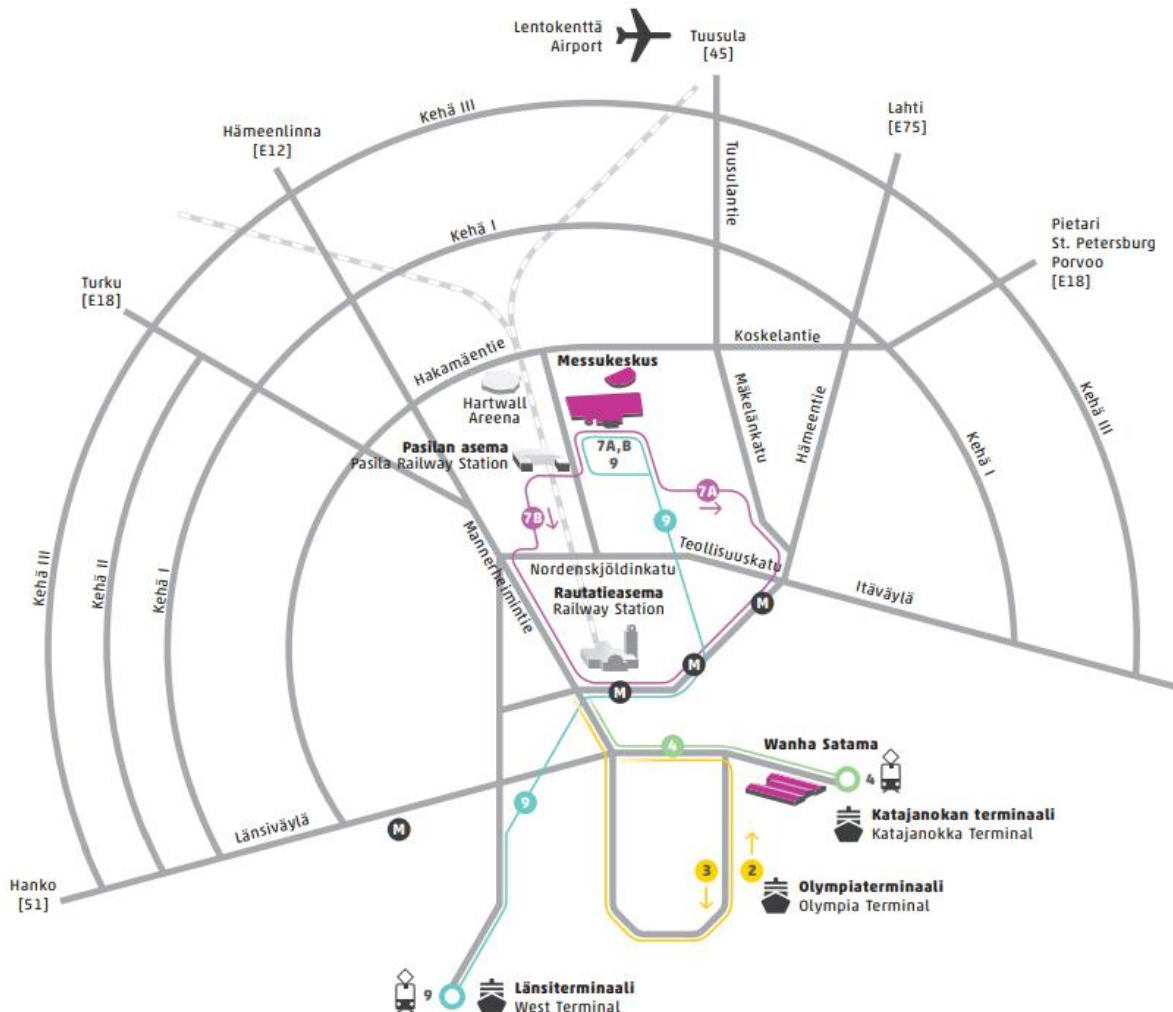 Lentokenttä
Airport
Tuusula
[45]
Lahti
[E75]
Kehä III
Hämeenlinna
[E12]
Tuusulantie
Kehä I
Pietari
St. Petersburg
Porvoo
[E18]
Turku
[E18]
Koskelantie
Hakamäentie
Messukeskus
Hartwall
Areena
Mäkelänkatu
Hämeentie
Kehä III
Kehä I
Pasilan asema
Pasila Railway Station
7A,B
9
7A
7B
9
Mannerheimintie
Teollisuuskatu
Nordenskjöldinkatu
Itäväylä
Kehä III
Kehä II
Kehä I
Rautatieasema
Railway Station
M
M
M
4
Wanha Satama
4
9
Katajanokan terminaali
Katajanokka Terminal
Länsiväylä
M
3
2
Hanko
[51]
Olympiaterminaali
Olympia Terminal
9
Länsiterminaali
West Terminal